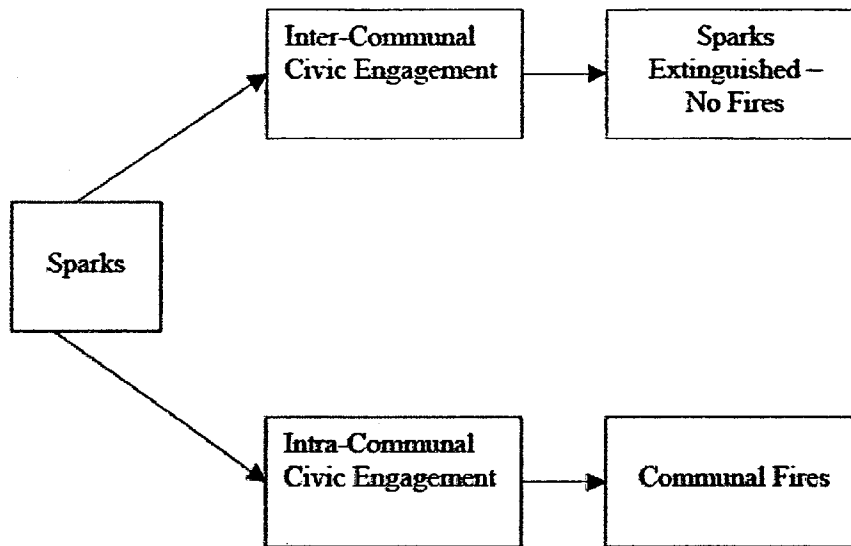 Inter-Communal
Civic Engagement
Sparks
Extinguished –
No Fires
Sparks
Intra-Communal
Civic Engagement
Communal Fires